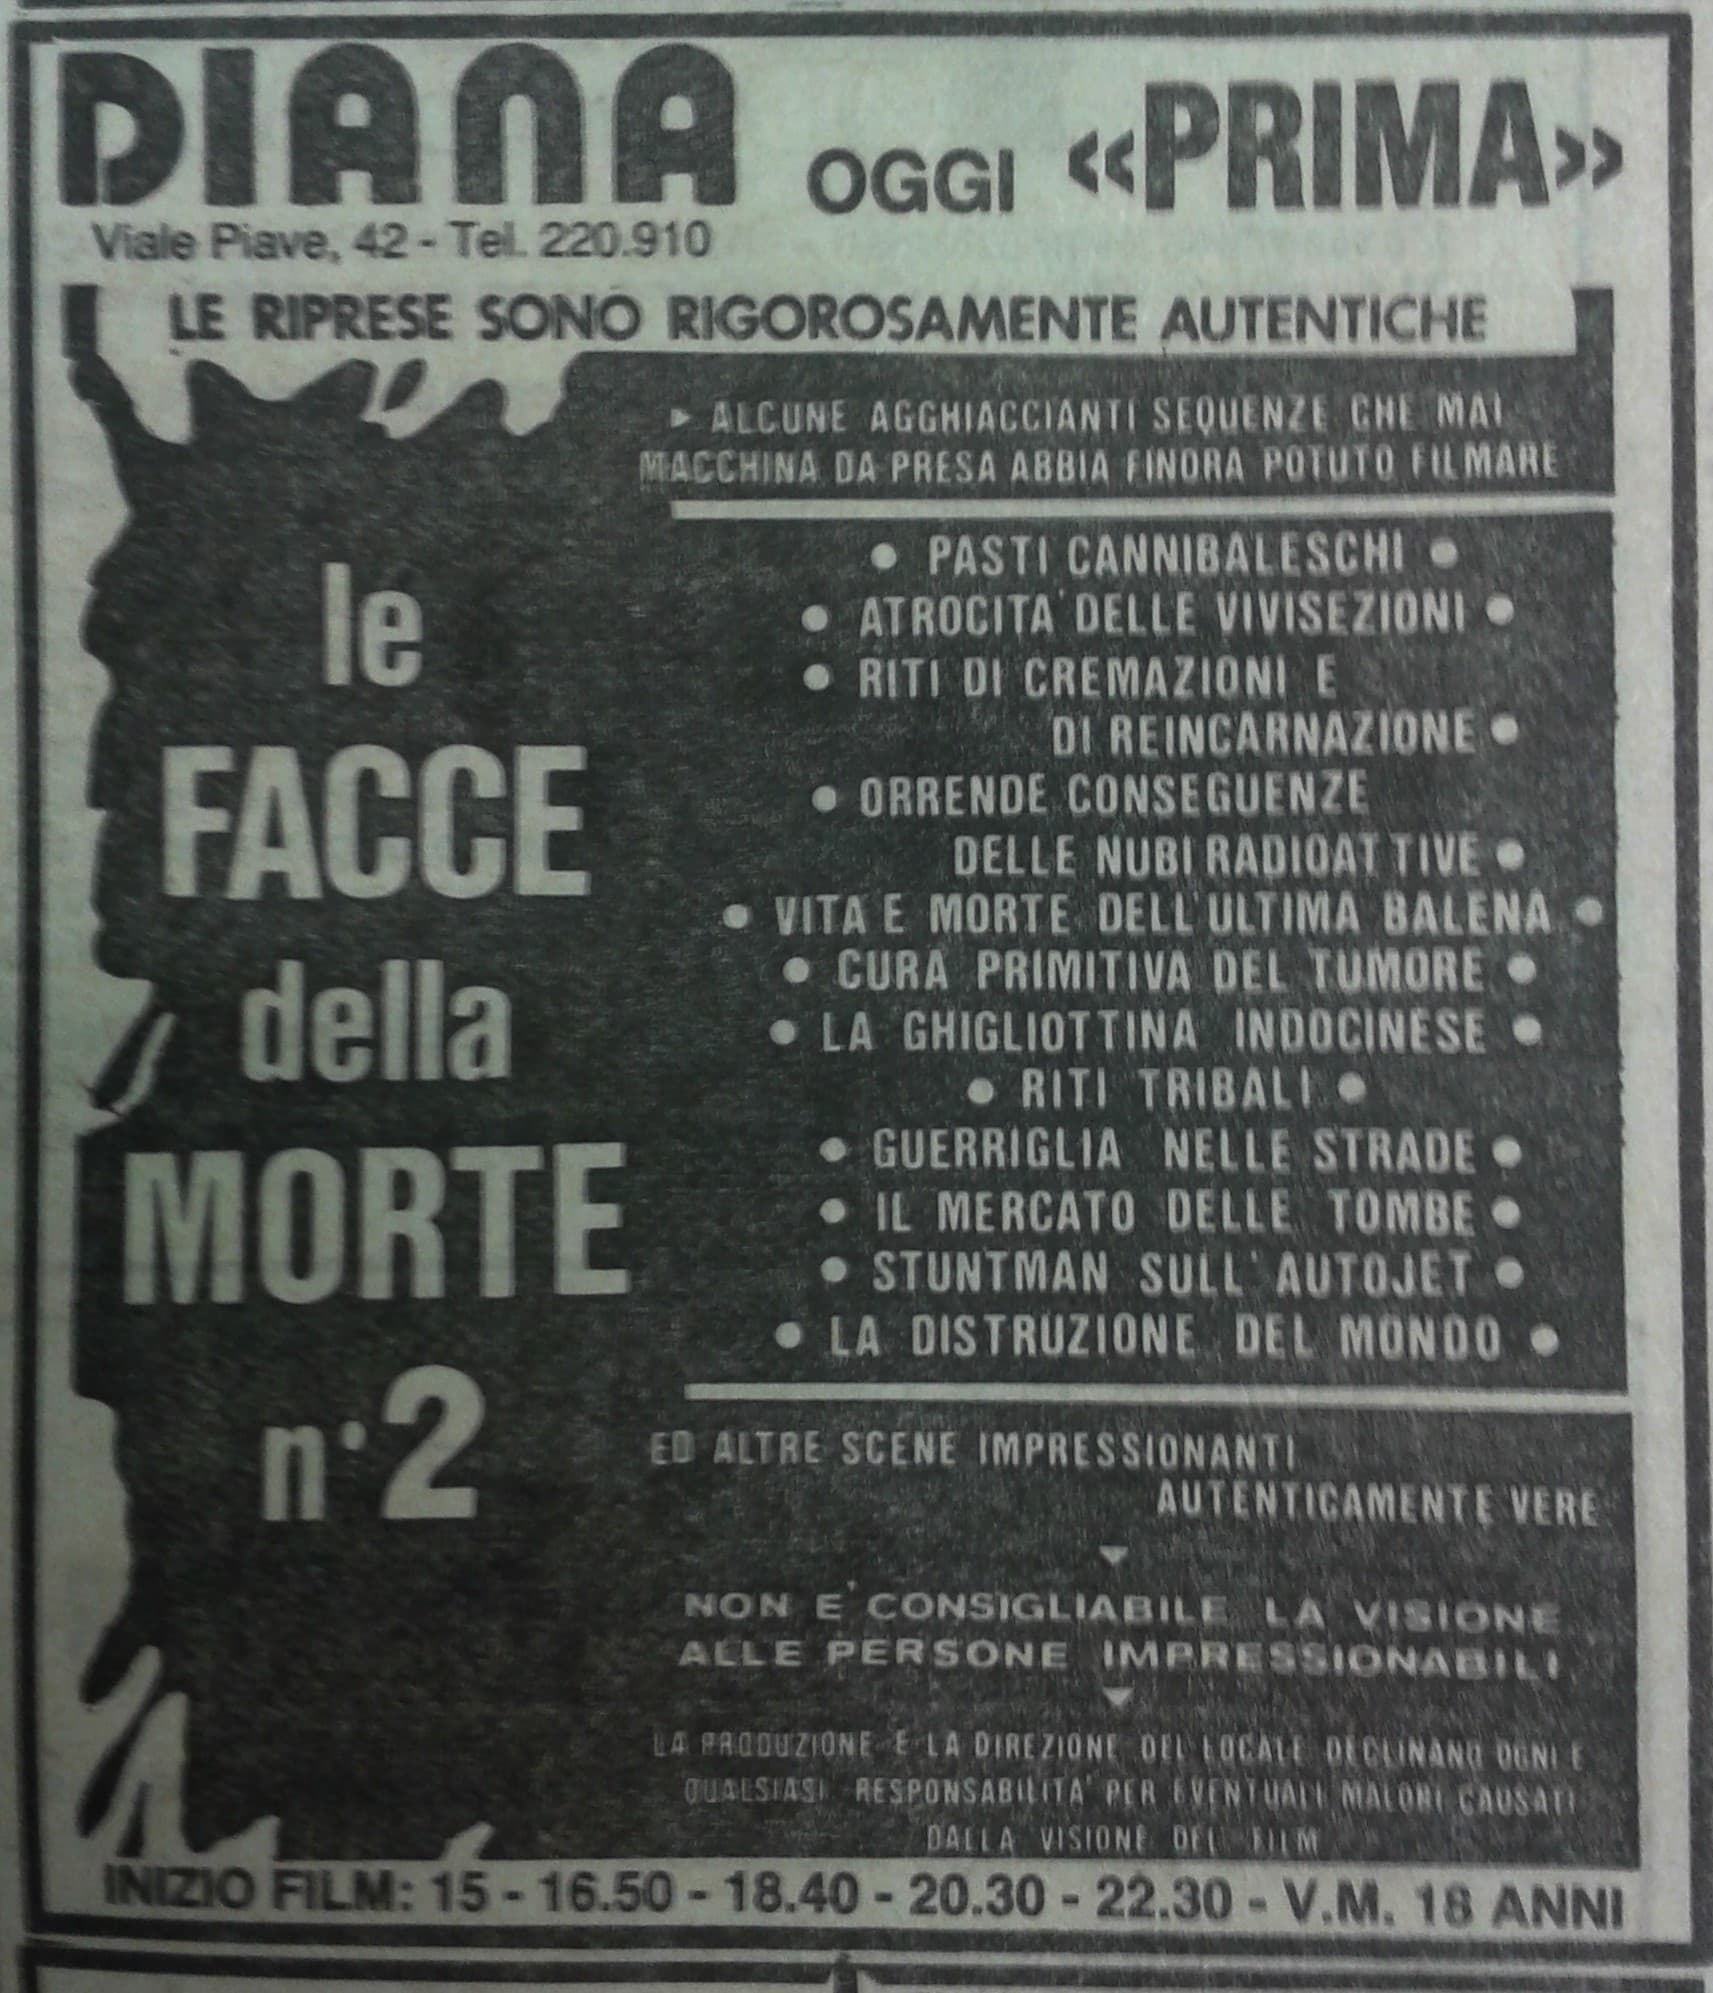 DIANA OGGI «PRIMA»
Viale Piave, 42 - Tel. 220.910
LE RIPRESE SONO RIGOROSAMENTE AUTENTICHE
▸ ALCUNE AGGHIACCIANTI SEQUENZE CHE MAI
MACCHINA DA PRESA ABBIA FINORA POTUTO FILMARE
le
FACCE
della
MORTE
n·2
• PASTI CANNIBALESCHI •
• ATROCITA' DELLE VIVISEZIONI •
• RITI DI CREMAZIONI E
DI REINCARNAZIONE •
• ORRENDE CONSEGUENZE
DELLE NUBI RADIOATTIVE •
• VITA E MORTE DELL'ULTIMA BALENA •
• CURA PRIMITIVA DEL TUMORE •
• LA GHIGLIOTTINA INDOCINESE •
• RITI TRIBALI •
• GUERRIGLIA NELLE STRADE •
• IL MERCATO DELLE TOMBE •
• STUNTMAN SULL'AUTOJET •
• LA DISTRUZIONE DEL MONDO •
ED ALTRE SCENE IMPRESSIONANTI
AUTENTICAMENTE VERE
NON E' CONSIGLIABILE LA VISIONE
ALLE PERSONE IMPRESSIONABILI
LA PRODUZIONE E LA DIREZIONE DEL LOCALE DECLINANO OGNI E
QUALSIASI RESPONSABILITA' PER EVENTUALI MALORI CAUSATI
DALLA VISIONE DEL FILM
INIZIO FILM: 15 - 16.50 - 18.40 - 20.30 - 22.30 - V.M. 18 ANNI